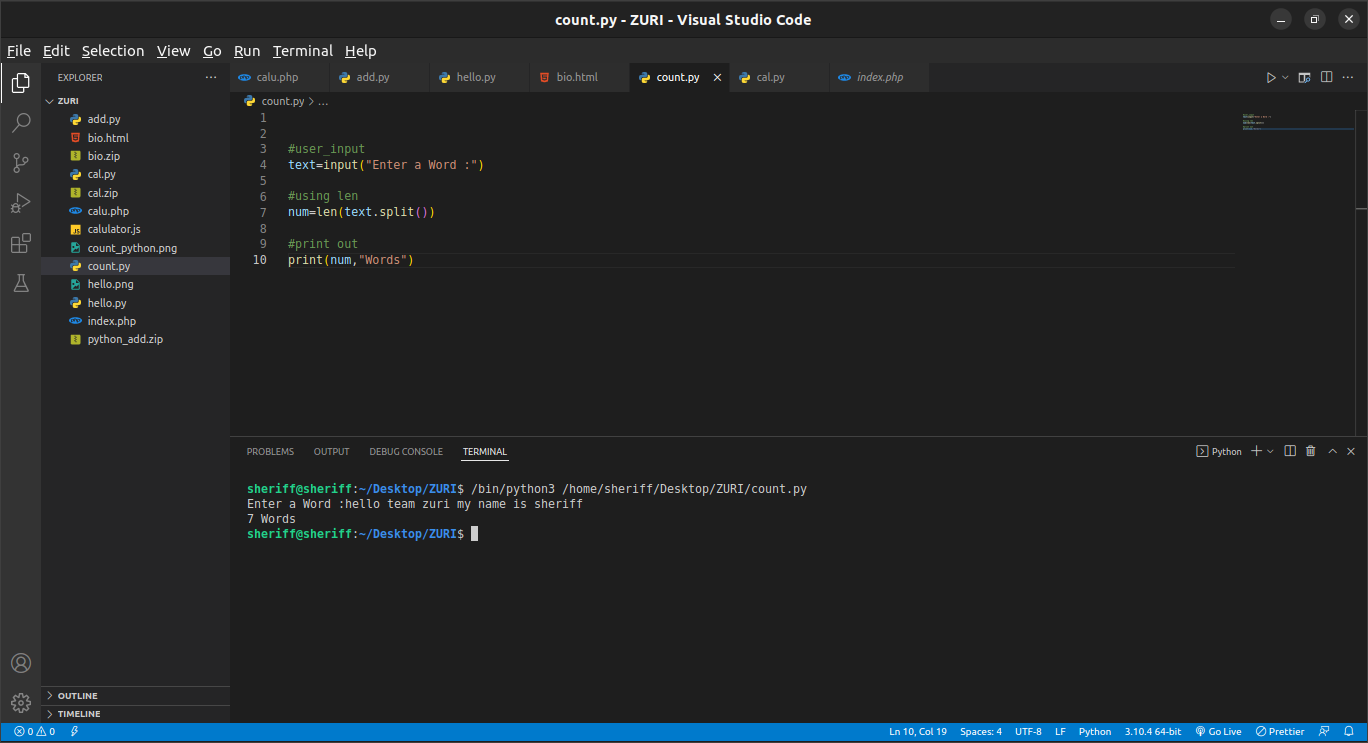 count.py - ZURI - Visual Studio Code
File Edit Selection View Go Run Terminal Help
EXPLORER
ZURI
add.py
bio.html
bio.zip
cal.py
cal.zip
calu.php
calulator.js
count_python.png
count.py
hello.png
hello.py
index.php
python_add.zip
OUTLINE
TIMELINE
calu.php add.py hello.py bio.html count.py cal.py index.php
count.py > ...
1
2
3 #user_input
4 text=input("Enter a Word :")
5
6 #using len
7 num=len(text.split())
8
9 #print out
10 print(num,"Words")
PROBLEMS OUTPUT DEBUG CONSOLE TERMINAL
Python
sheriff@sheriff:~/Desktop/ZURI$ /bin/python3 /home/sheriff/Desktop/ZURI/count.py
Enter a Word :hello team zuri my name is sheriff
7 Words
sheriff@sheriff:~/Desktop/ZURI$
0 0 Ln 10, Col 19 Spaces: 4 UTF-8 LF Python 3.10.4 64-bit Go Live Prettier